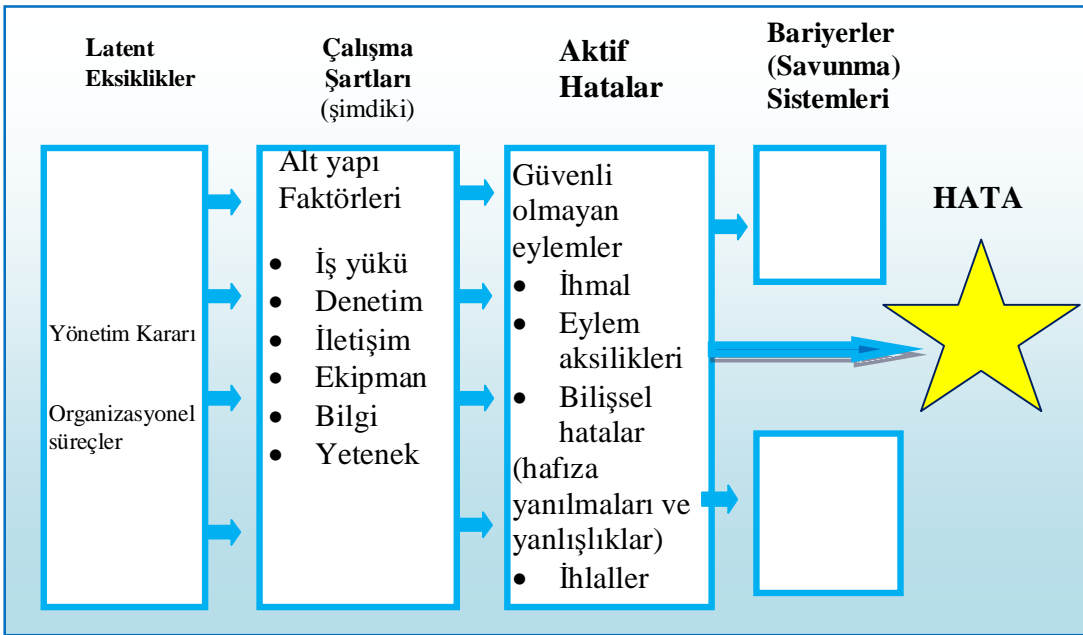 Latent
Eksiklikler
Çalışma
Şartları
(şimdiki)
Aktif
Hatalar
Bariyerler
(Savunma)
Sistemleri
Yönetim Kararı
Organizasyonel
süreçler
Alt yapı
Faktörleri
• İş yükü
• Denetim
• İletişim
• Ekipman
• Bilgi
• Yetenek
Güvenli
olmayan
eylemler
• İhmal
• Eylem
aksilikleri
• Bilişsel
hatalar
(hafıza
yanılmaları ve
yanlışlıklar)
• İhlaller
HATA